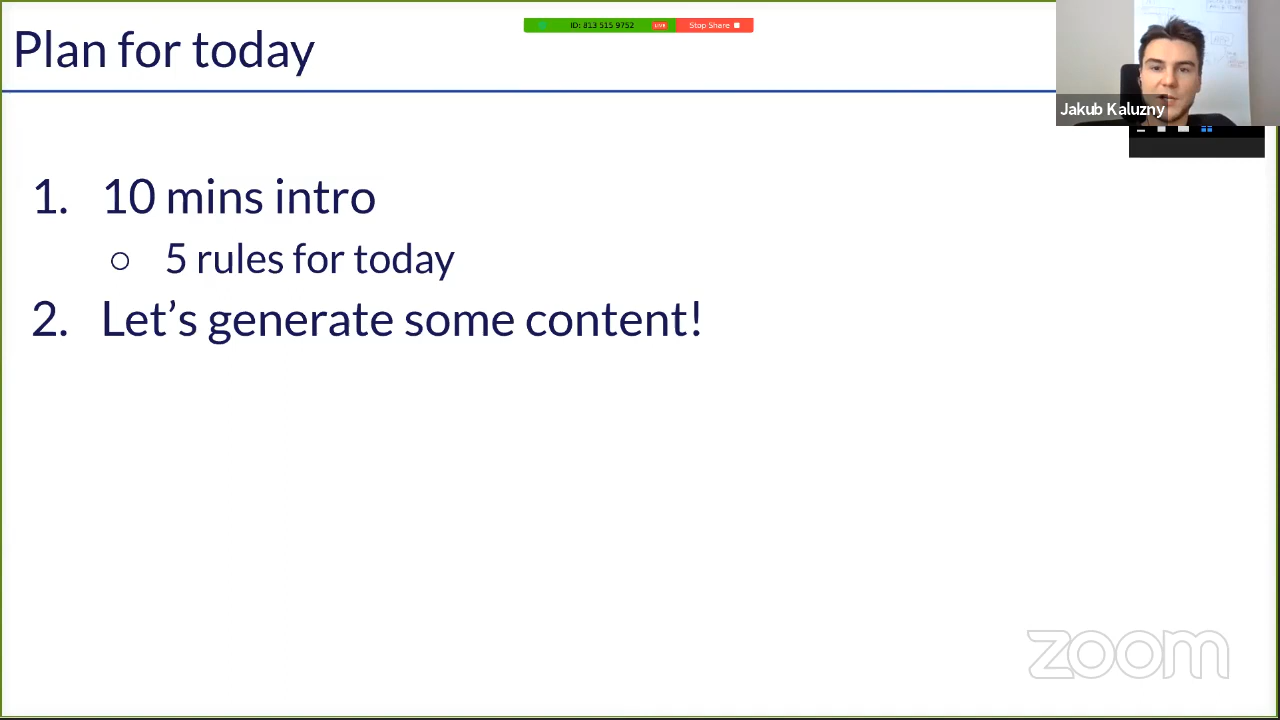 Plan for today
ID: 813 515 9752 LIVE Stop Share
Jakub Kaluzny
1. 10 mins intro
○ 5 rules for today
2. Let's generate some content!
zoom